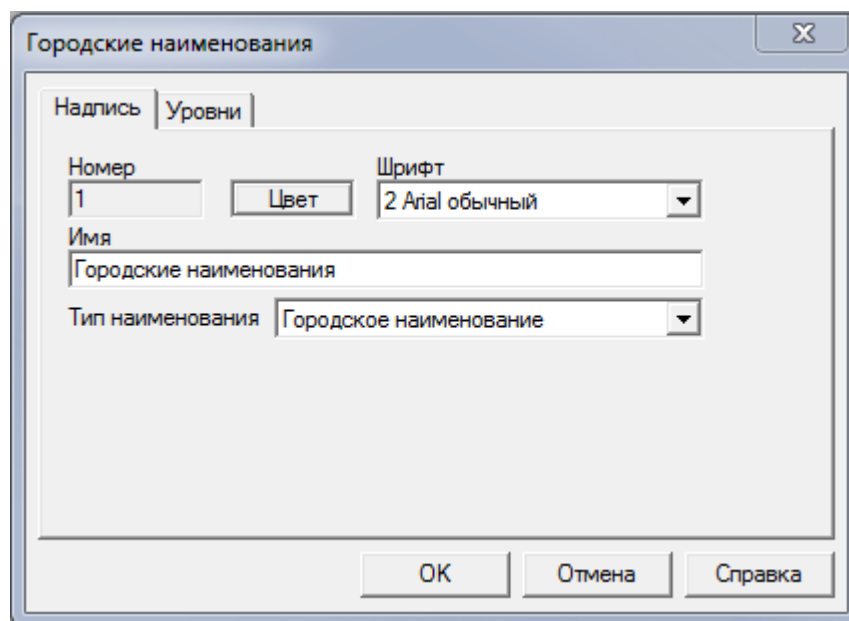 Городские наименования
Надпись Уровни
Номер Шрифт
1 Цвет 2 Arial обычный
Имя
Городские наименования
Тип наименования Городское наименование
OK Отмена Справка